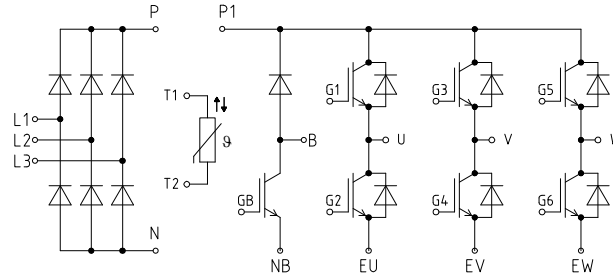 P P1
T1
G1 G3 G5
L1
L2
L3
ϑ
B U V
T2
GB G2 G4 G6
N
NB EU EV EW